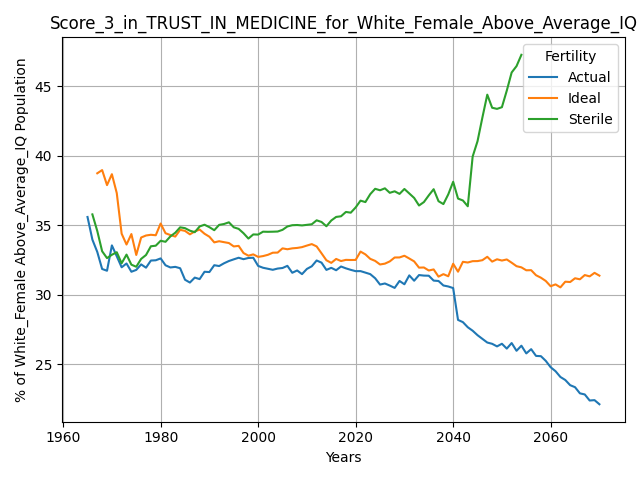 Score_3_in_TRUST_IN_MEDICINE_for_White_Female_Above_Average_IQ
Fertility
Actual
Ideal
Sterile
% of White_Female Above_Average_IQ Population
45
40
35
30
25
1960
1980
2000
2020
2040
2060
Years